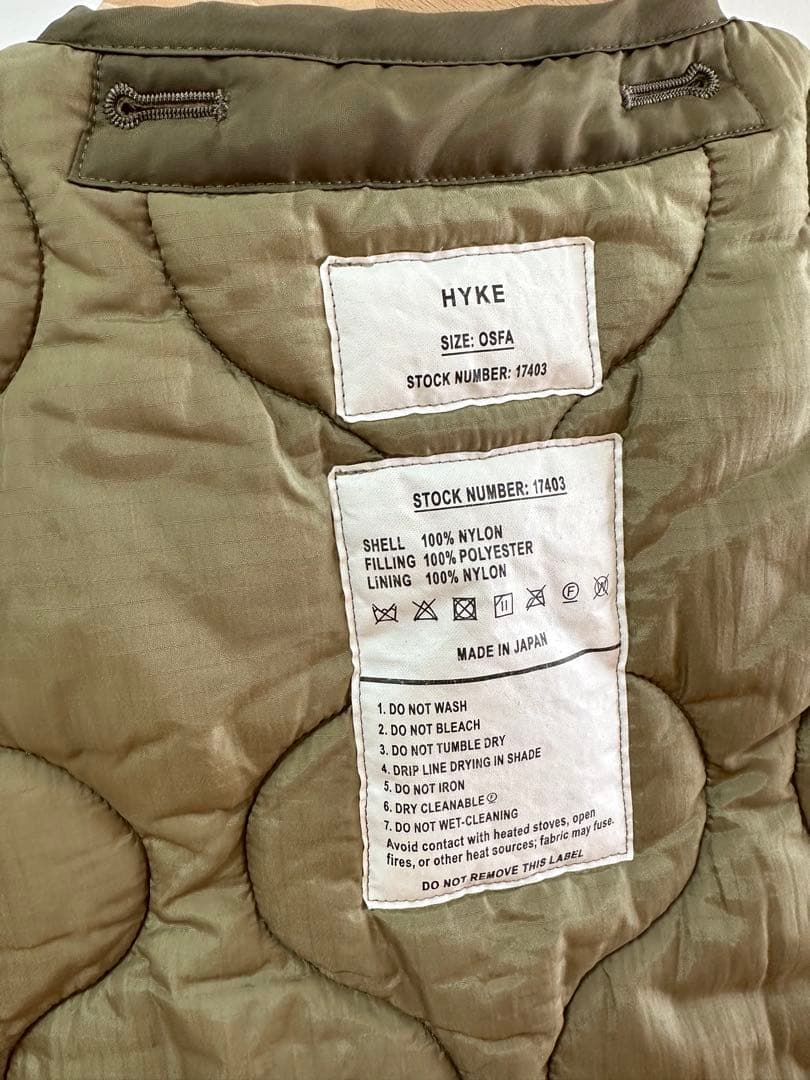 HYKE
SIZE: OSFA
STOCK NUMBER: 17403
STOCK NUMBER: 17403
SHELL 100% NYLON
FILLING 100% POLYESTER
LINING 100% NYLON
F W
MADE IN JAPAN
1. DO NOT WASH
2. DO NOT BLEACH
3. DO NOT TUMBLE DRY
4. DRIP LINE DRYING IN SHADE
5. DO NOT IRON
6. DRY CLEANABLE Ⓕ
7. DO NOT WET-CLEANING
Avoid contact with heated stoves, open
fires, or other heat sources; fabric may fuse.
DO NOT REMOVE THIS LABEL